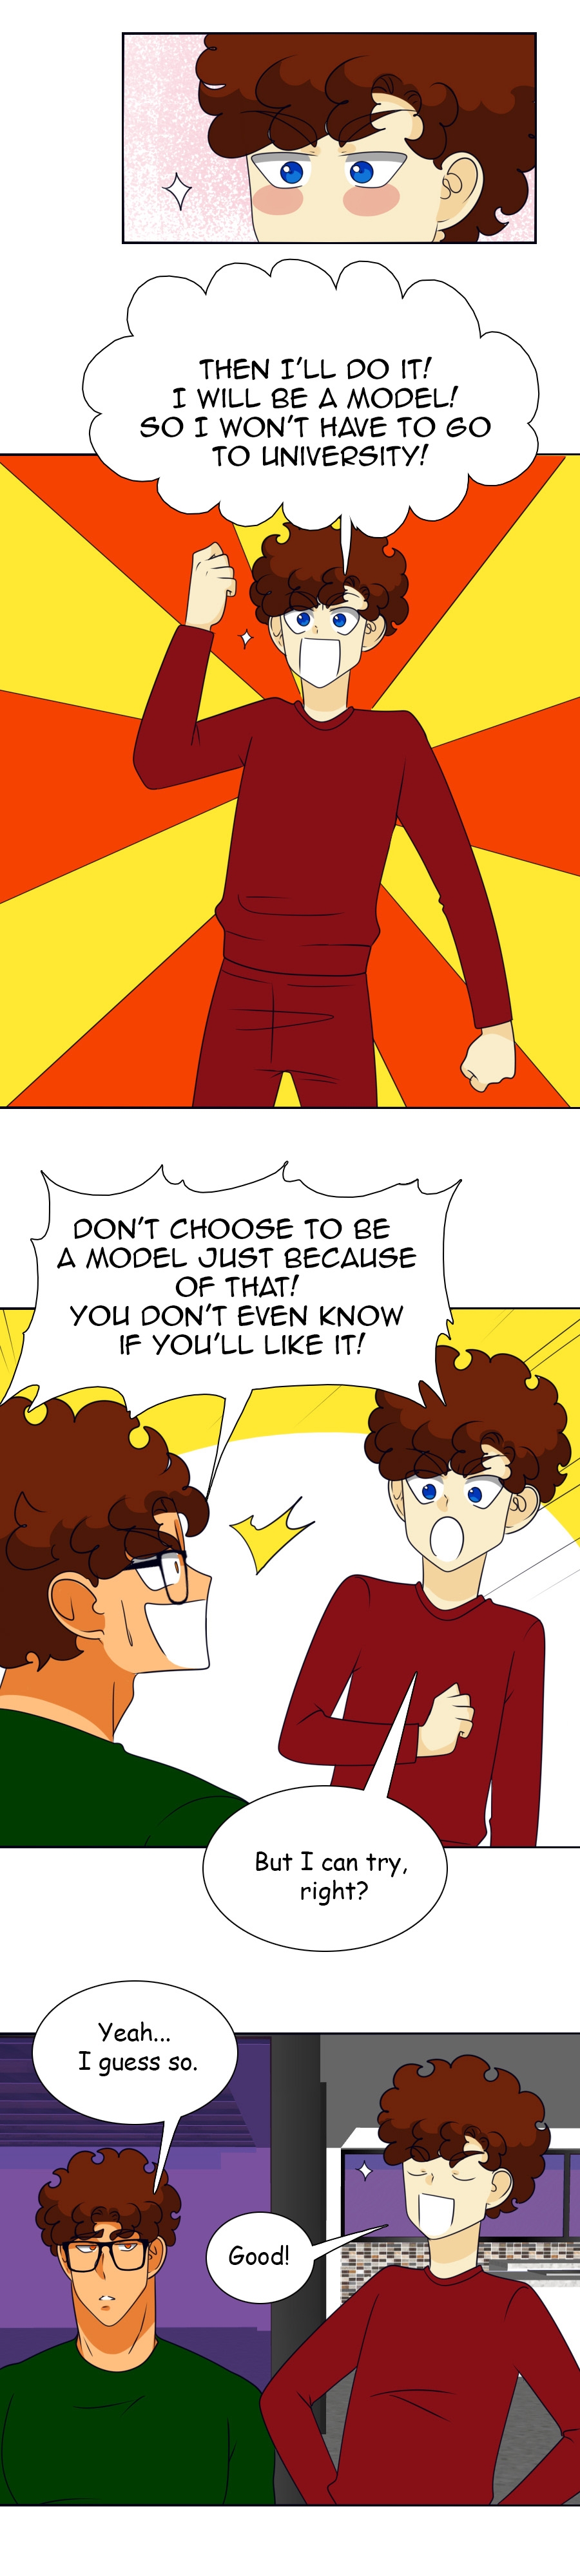 THEN I'LL DO IT!
I WILL BE A MODEL!
SO I WON'T HAVE TO GO
TO UNIVERSITY!
DON'T CHOOSE TO BE
A MODEL JUST BECAUSE
OF THAT!
YOU DON'T EVEN KNOW
IF YOU'LL LIKE IT!
But I can try,
right?
Yeah...
I guess so.
Good!